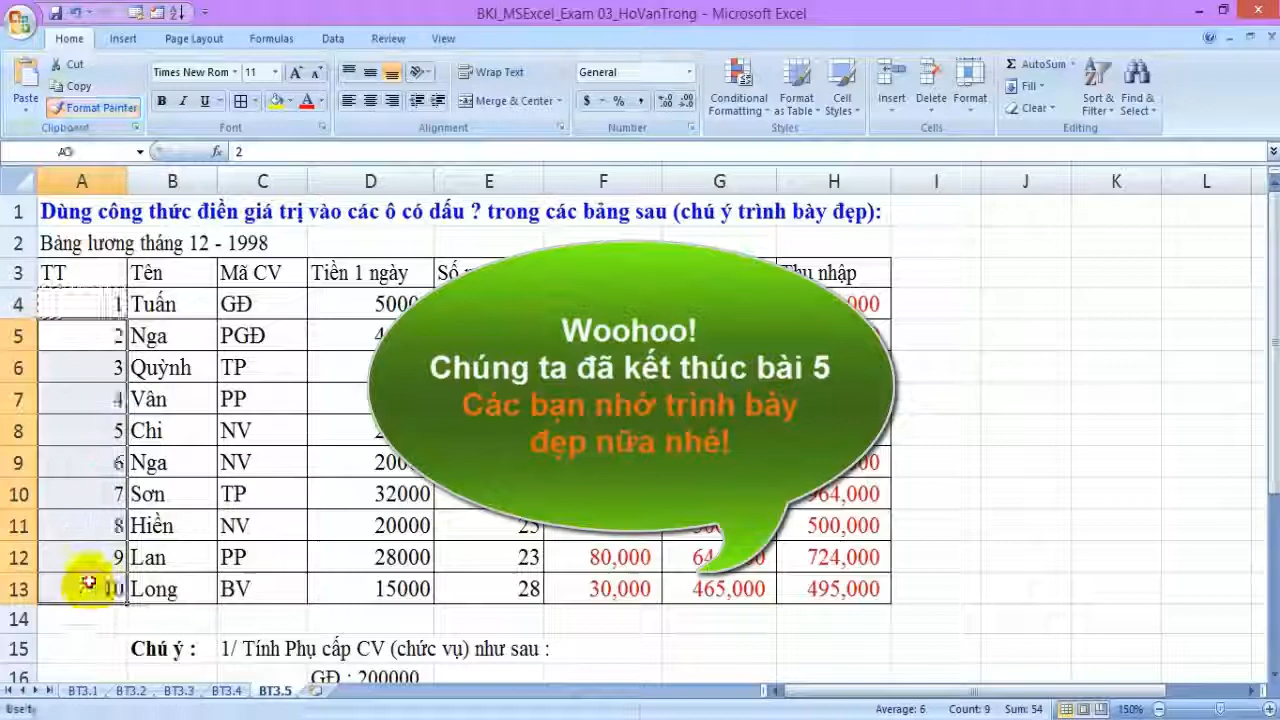 BKI_MSExcel_Exam 03_HoVanTrong - Microsoft Excel
Home Insert Page Layout Formulas Data Review View
Paste Cut Copy Format Painter Clipboard
Times New Rom 11 B I U Font
Wrap Text Merge & Center Alignment
General $ % , Number
Conditional Formatting Format as Table Cell Styles Styles
Insert Delete Format Cells
Σ AutoSum Fill Clear Sort & Filter Find & Select Editing
fx 2
A B C D E F G H I J K L
1 Dùng công thức điền giá trị vào các ô có dấu ? trong các bảng sau (chú ý trình bày đẹp):
2 Bảng lương tháng 12 - 1998
3 TT Tên Mã CV Tiền 1 ngày Thu nhập
4 1 Tuấn GĐ
5 2 Nga PGĐ
6 3 Quỳnh TP
7 4 Vân PP
8 5 Chi NV
9 6 Nga NV
10 7 Sơn TP 32000
11 8 Hiền NV 20000 500,000
12 9 Lan PP 28000 23 80,000 724,000
13 10 Long BV 15000 28 30,000 465,000 495,000
14
15 Chú ý : 1/ Tính Phụ cấp CV (chức vụ) như sau :
16 GĐ : 200000
Woohoo!
Chúng ta đã kết thúc bài 5
Các bạn nhớ trình bày
đẹp nữa nhé!
BT3.1 BT3.2 BT3.3 BT3.4 BT3.5
Average: 6 Count: 9 Sum: 54 150%